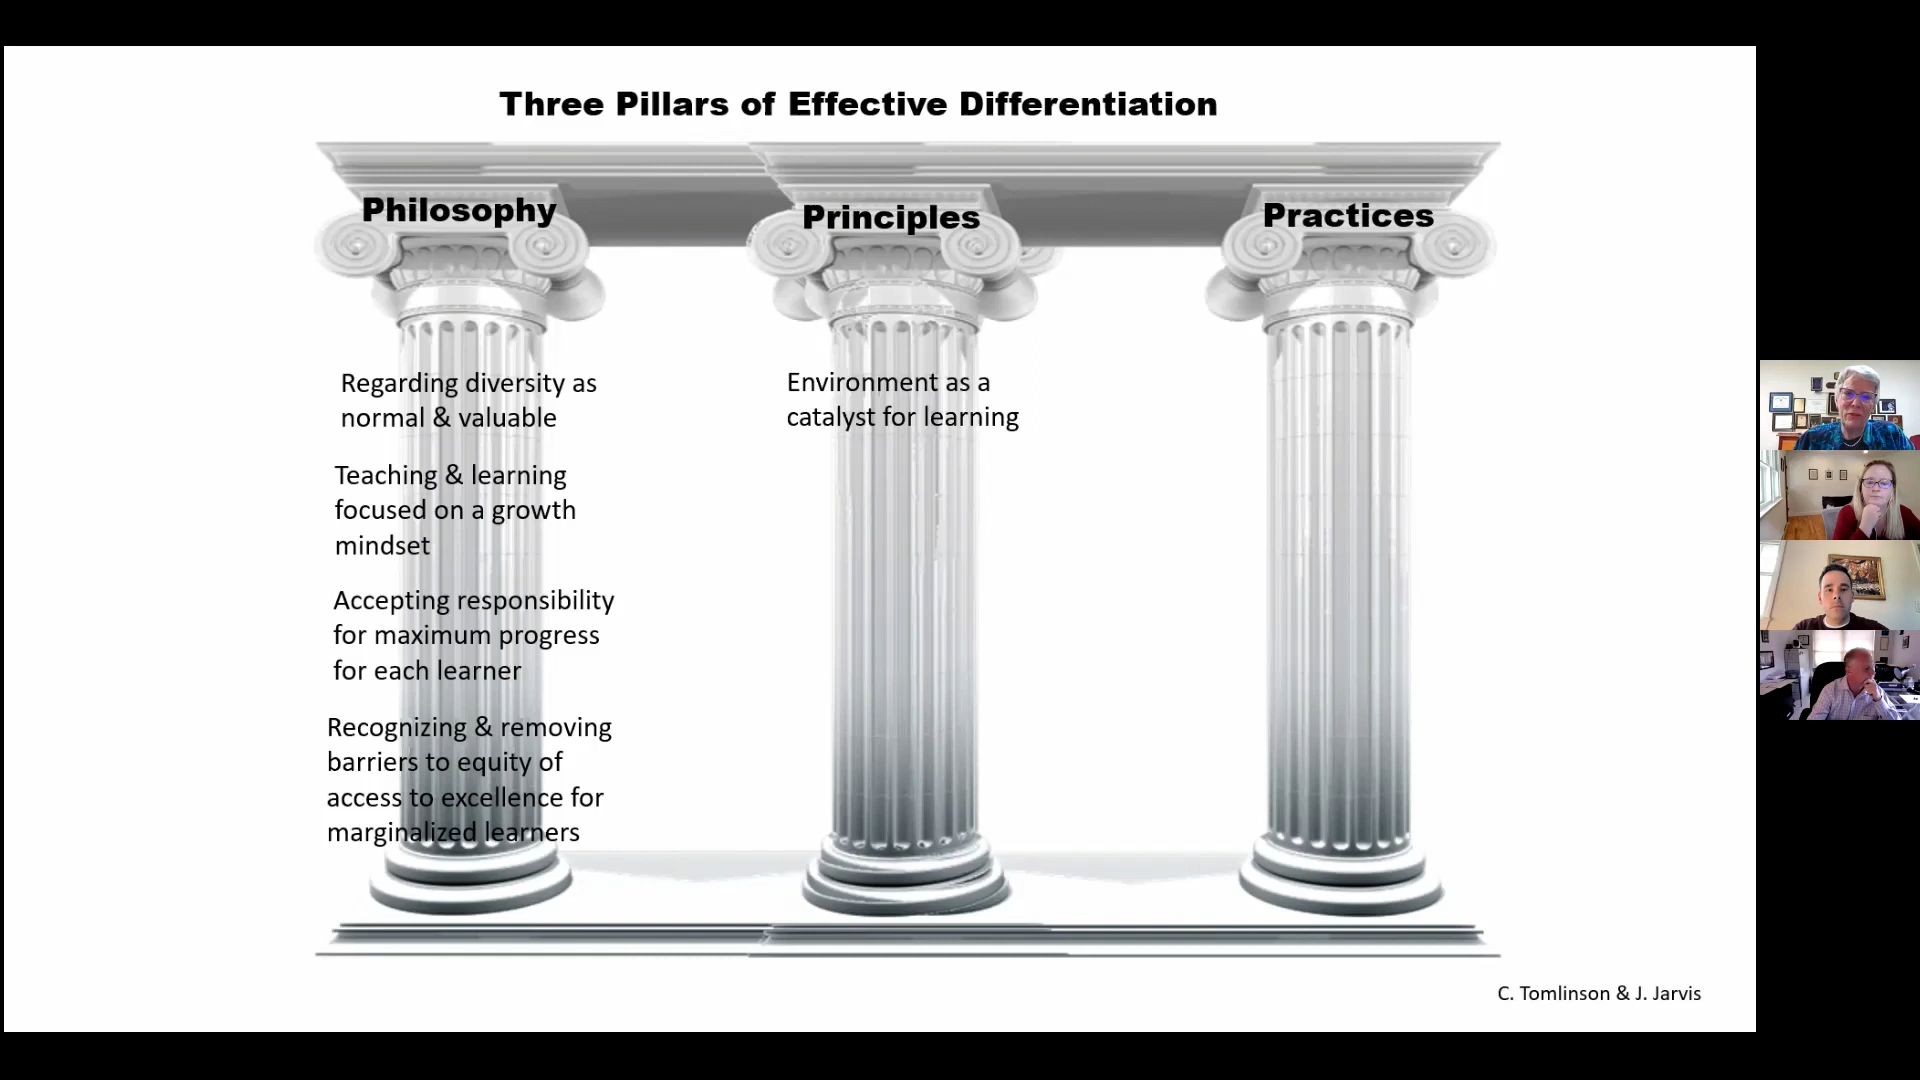 Three Pillars of Effective Differentiation
Philosophy
Principles
Practices
Regarding diversity as
normal & valuable
Teaching & learning
focused on a growth
mindset
Accepting responsibility
for maximum progress
for each learner
Recognizing & removing
barriers to equity of
access to excellence for
marginalized learners
Environment as a
catalyst for learning
C. Tomlinson & J. Jarvis